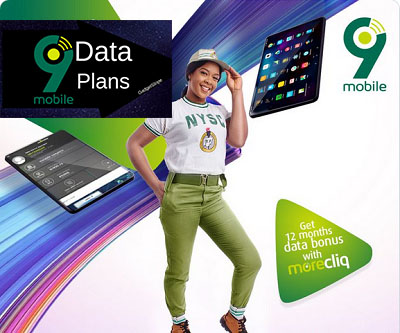 9
mobile
Data
Plans
9
mobile
NYSC
Get
12 months
data bonus
with
morecliq